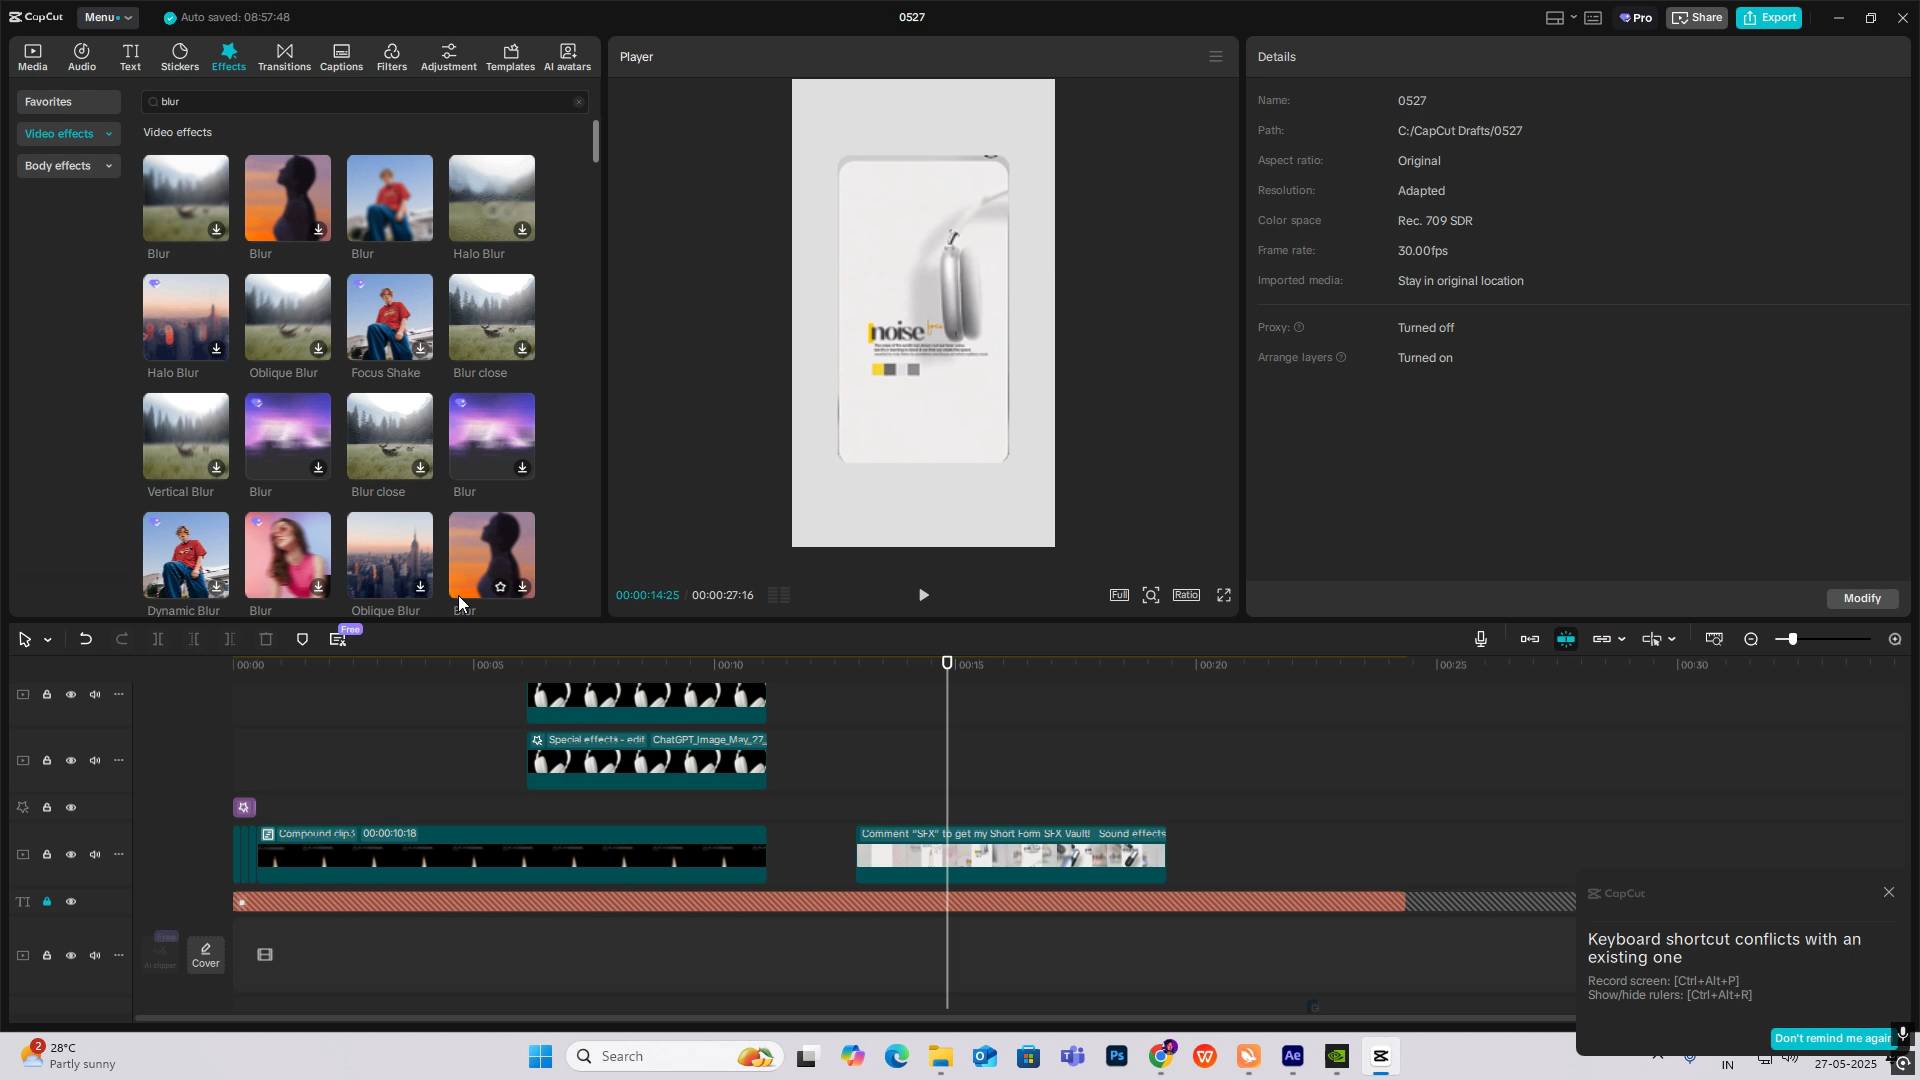 CapCut
Menu
Auto saved: 08:57:48
0527
Pro
Share
Export
Media
Audio
Text
Stickers
Effects
Transitions
Captions
Filters
Adjustment
Templates
AI avatars
Player
Details
Favorites
Video effects
Body effects
blur
Video effects
Blur
Blur
Blur
Halo Blur
Halo Blur
Oblique Blur
Focus Shake
Blur close
Vertical Blur
Blur
Blur close
Blur
Dynamic Blur
Blur
Oblique Blur
Blur
noise
Name: 0527
Path: C:/CapCut Drafts/0527
Aspect ratio: Original
Resolution: Adapted
Color space Rec. 709 SDR
Frame rate: 30.00fps
Imported media: Stay in original location
Proxy: Turned off
Arrange layers Turned on
Modify
00:00:14:25 / 00:00:27:16
Full
Ratio
Free
00:00
00:05
00:10
00:15
00:20
00:25
00:30
Special effects - edit ChatGPT_Image_May_27_
Compound clip3 00:00:10:18
Comment "SFX" to get my Short Form SFX Vault! Sound effects
TI
Free
AI clipper
Cover
CapCut
Keyboard shortcut conflicts with an
existing one
Record screen: [Ctrl+Alt+P]
Show/hide rulers: [Ctrl+Alt+R]
Don't remind me again
2
28°C
Partly sunny
Search
Ps
Ae
IN
27-05-2025